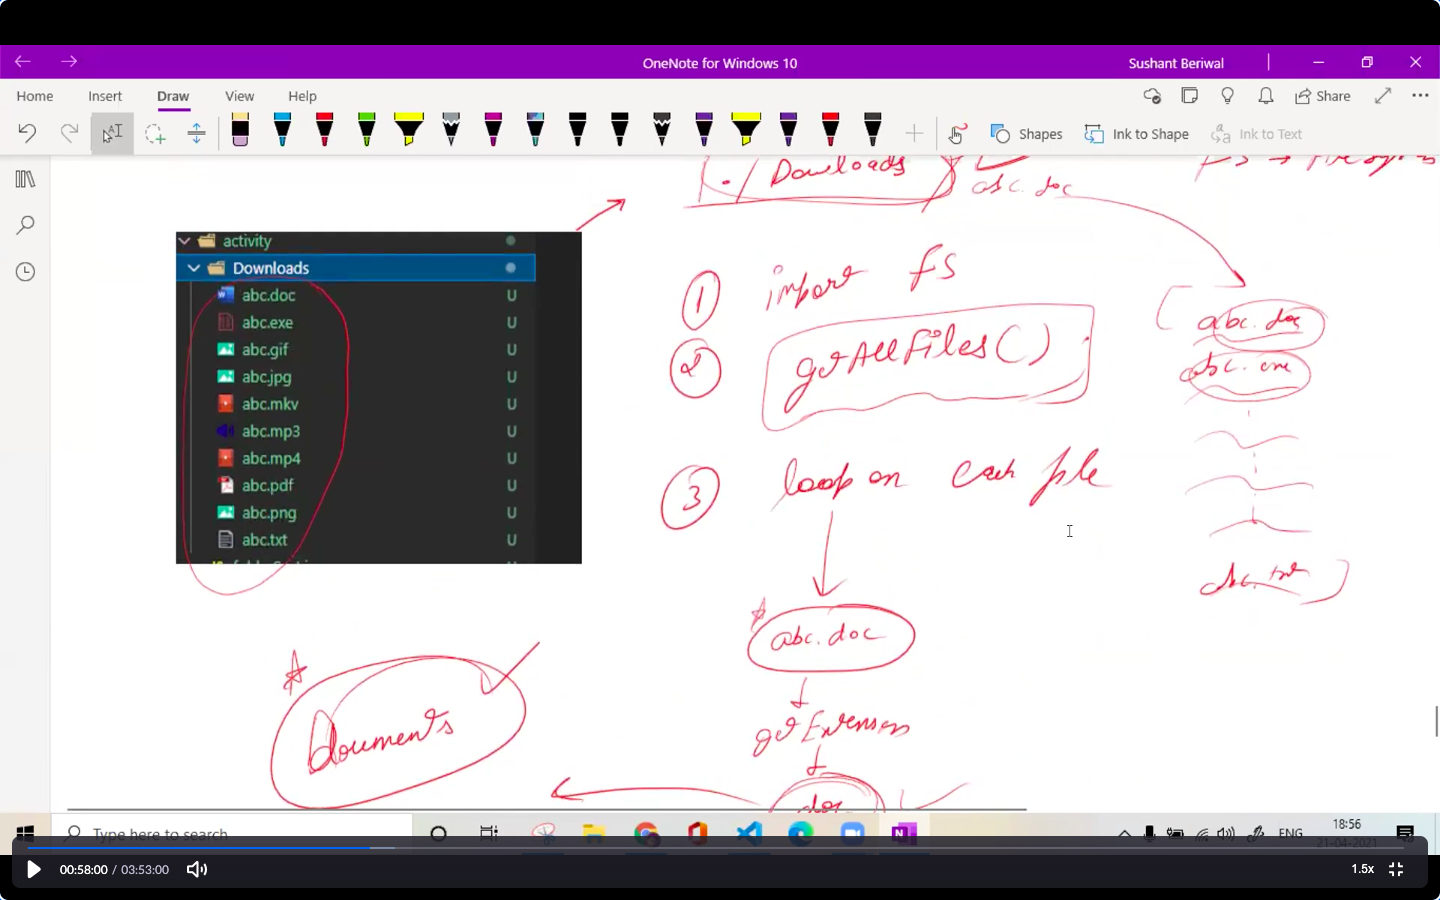 OneNote for Windows 10
Sushant Beriwal
Home Insert Draw View Help
Share
Shapes Ink to Shape Ink to Text
./ Downloads
abc.doc
fs →
activity
Downloads
abc.doc U
abc.exe U
abc.gif U
abc.jpg U
abc.mkv U
abc.mp3 U
abc.mp4 U
abc.pdf U
abc.png U
abc.txt U
1 import fs
2 getAllFiles()
3 loop on each file
abc.doc
abc.exe
abc.txt
abc.doc
getExtension
doc
Documents
Type here to search
ENG
18:56
21-04-2021
00:58:00 / 03:53:00
1.5x